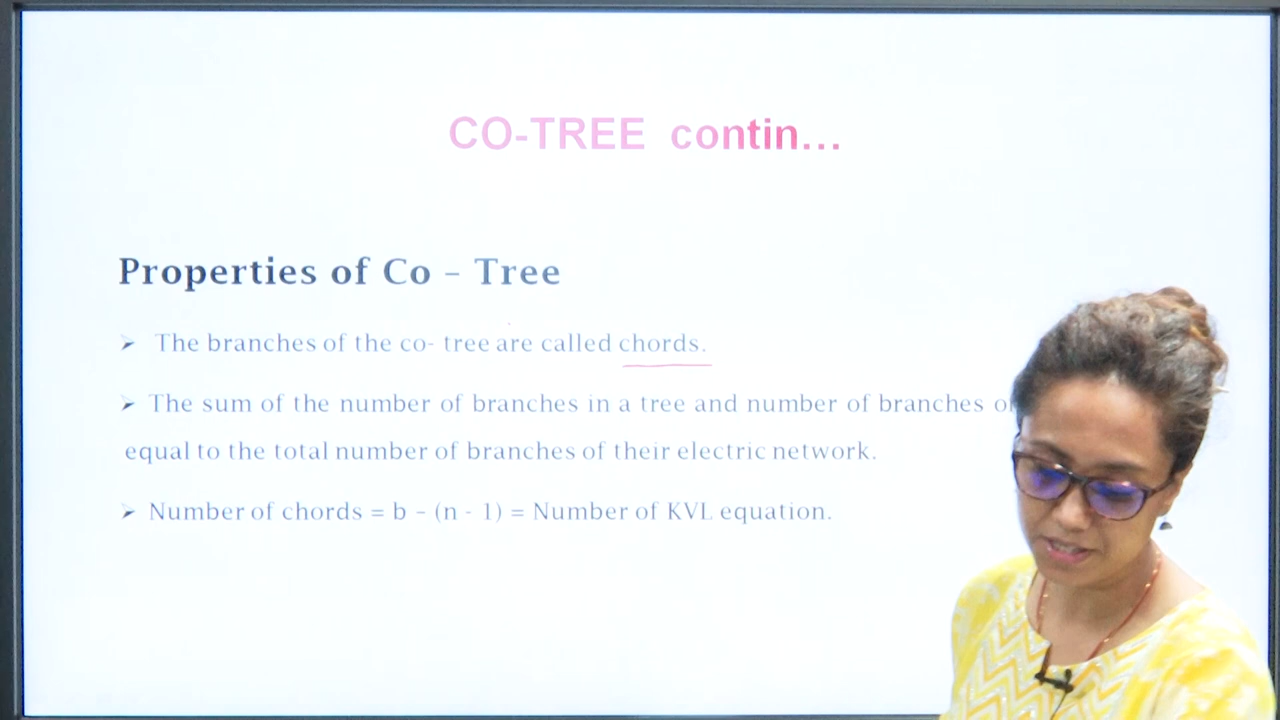 CO-TREE contin...
Properties of Co – Tree
➢ The branches of the co- tree are called chords.
➢ The sum of the number of branches in a tree and number of branches
equal to the total number of branches of their electric network.
➢ Number of chords = b – (n - 1) = Number of KVL equation.